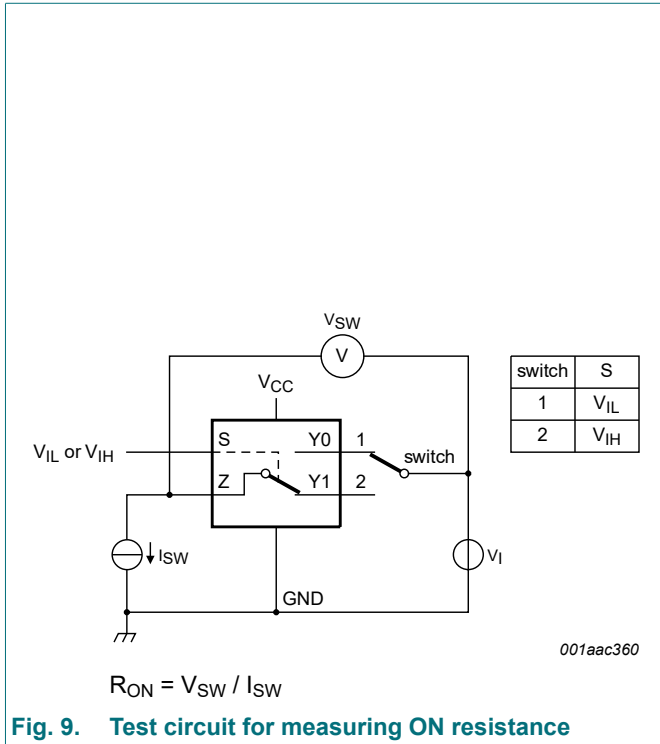 VSW
V
VCC
switch S
1 VIL
2 VIH
S Y0 1
VIL or VIH
switch
Z Y1 2
ISW
VI
GND
001aac360
RON = VSW / ISW
Fig. 9. Test circuit for measuring ON resistance